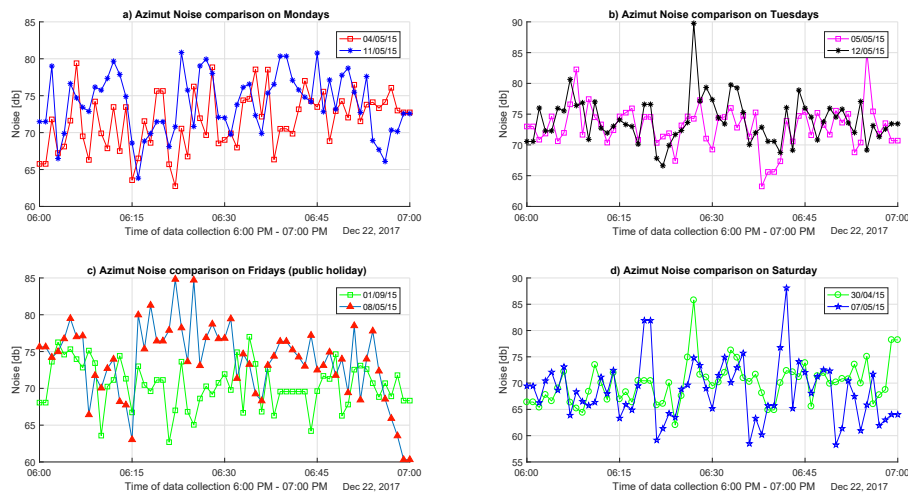 a) Azimut Noise comparison on Mondays
85
80
75
70
65
60
Noise [db]
04/05/15
11/05/15
06:00 06:15 06:30 06:45 07:00
Time of data collection 6:00 PM - 07:00 PM Dec 22, 2017
b) Azimut Noise comparison on Tuesdays
90
85
80
75
70
65
60
Noise [db]
05/05/15
12/05/15
06:00 06:15 06:30 06:45 07:00
Time of data collection 6:00 PM - 07:00 PM Dec 22, 2017
c) Azimut Noise comparison on Fridays (public holiday)
85
80
75
70
65
60
Noise [db]
01/09/15
08/05/15
06:00 06:15 06:30 06:45 07:00
Time of data collection 6:00 PM - 07:00 PM Dec 22, 2017
d) Azimut Noise comparison on Saturday
90
85
80
75
70
65
60
55
Noise [db]
30/04/15
07/05/15
06:00 06:15 06:30 06:45 07:00
Time of data collection 6:00 PM - 07:00 PM Dec 22, 2017